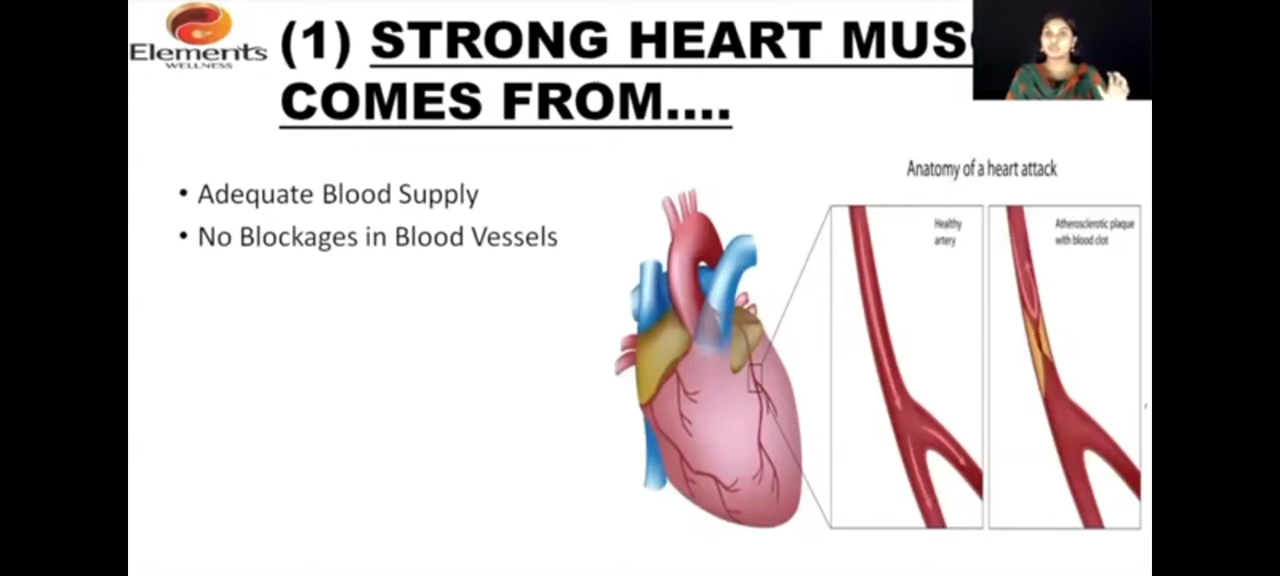 Elements
WELLNESS
(1) STRONG HEART MUS
COMES FROM....
• Adequate Blood Supply
• No Blockages in Blood Vessels
Anatomy of a heart attack
Healthy
artery
Atherosclerotic plaque
with blood clot